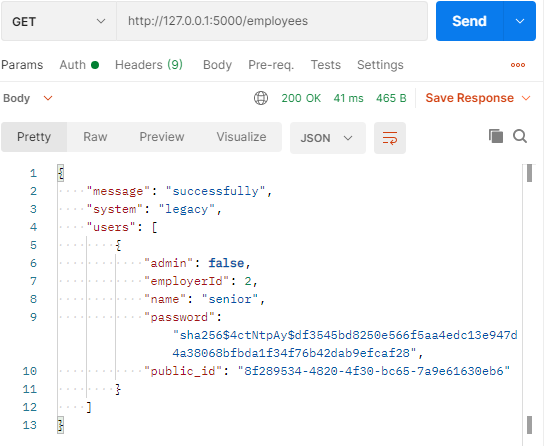 GET http://127.0.0.1:5000/employees Send
Params Auth Headers (9) Body Pre-req. Tests Settings
Body 200 OK 41 ms 465 B Save Response
Pretty Raw Preview Visualize JSON
1 {
2 "message": "successfully",
3 "system": "legacy",
4 "users": [
5 {
6 "admin": false,
7 "employerId": 2,
8 "name": "senior",
9 "password":
"sha256$4ctNtpAy$df3545bd8250e566f5aa4edc13e947d
4a38068bfbda1f34f76b42dab9efcaf28",
10 "public_id": "8f289534-4820-4f30-bc65-7a9e61630eb6"
11 }
12 ]
13 }